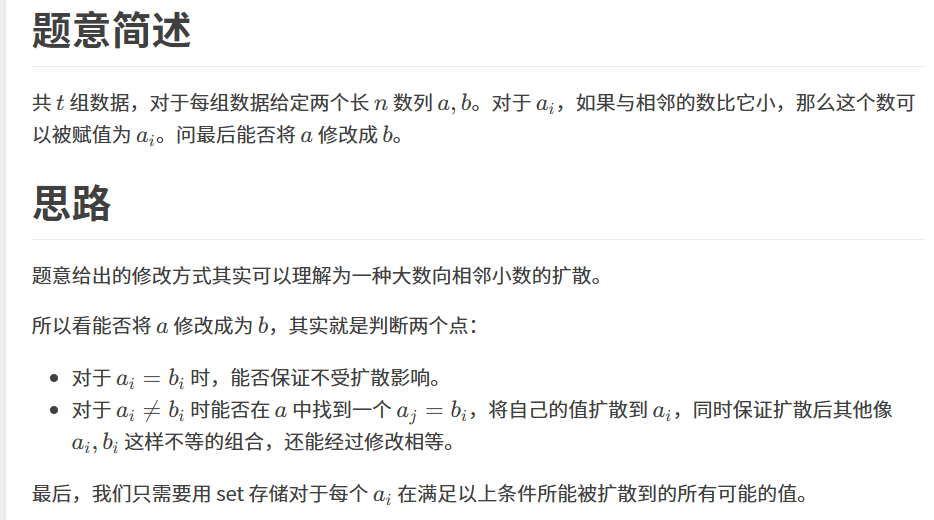 题意简述
共 t 组数据，对于每组数据给定两个长 n 数列 a, b。对于 a_i，如果与相邻的数比它小，那么这个数可
以被赋值为 a_i。问最后能否将 a 修改成 b。
思路
题意给出的修改方式其实可以理解为一种大数向相邻小数的扩散。
所以看能否将 a 修改成为 b，其实就是判断两个点：
• 对于 a_i = b_i 时，能否保证不受扩散影响。
• 对于 a_i ≠ b_i 时能否在 a 中找到一个 a_j = b_i，将自己的值扩散到 a_i，同时保证扩散后其他像
a_i, b_i 这样不等的组合，还能经过修改相等。
最后，我们只需要用 set 存储对于每个 a_i 在满足以上条件所能被扩散到的所有可能的值。